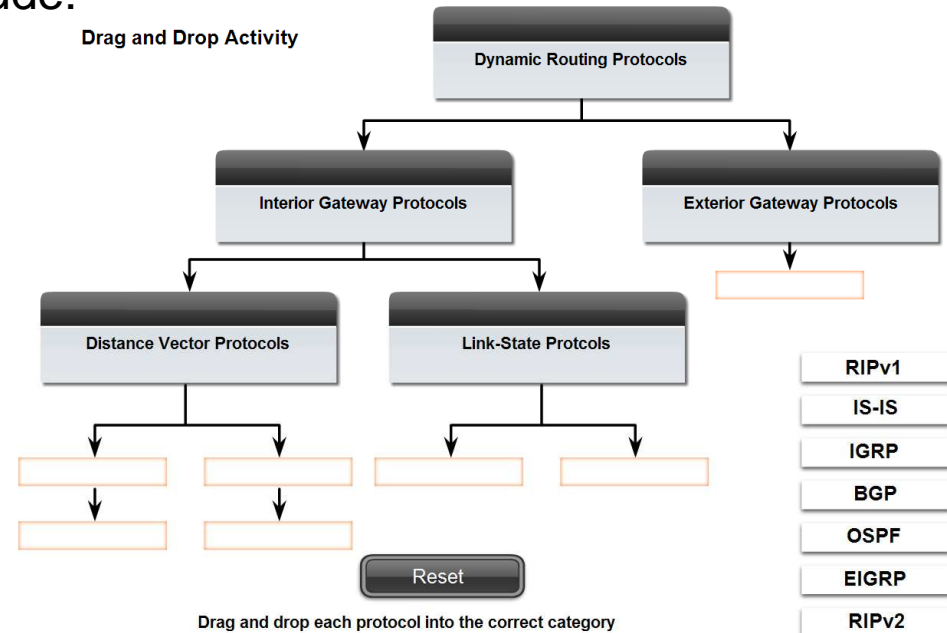 Drag and Drop Activity
Dynamic Routing Protocols
Interior Gateway Protocols
Exterior Gateway Protocols
Distance Vector Protocols
Link-State Protcols
RIPv1
IS-IS
IGRP
BGP
OSPF
EIGRP
RIPv2
Reset
Drag and drop each protocol into the correct category